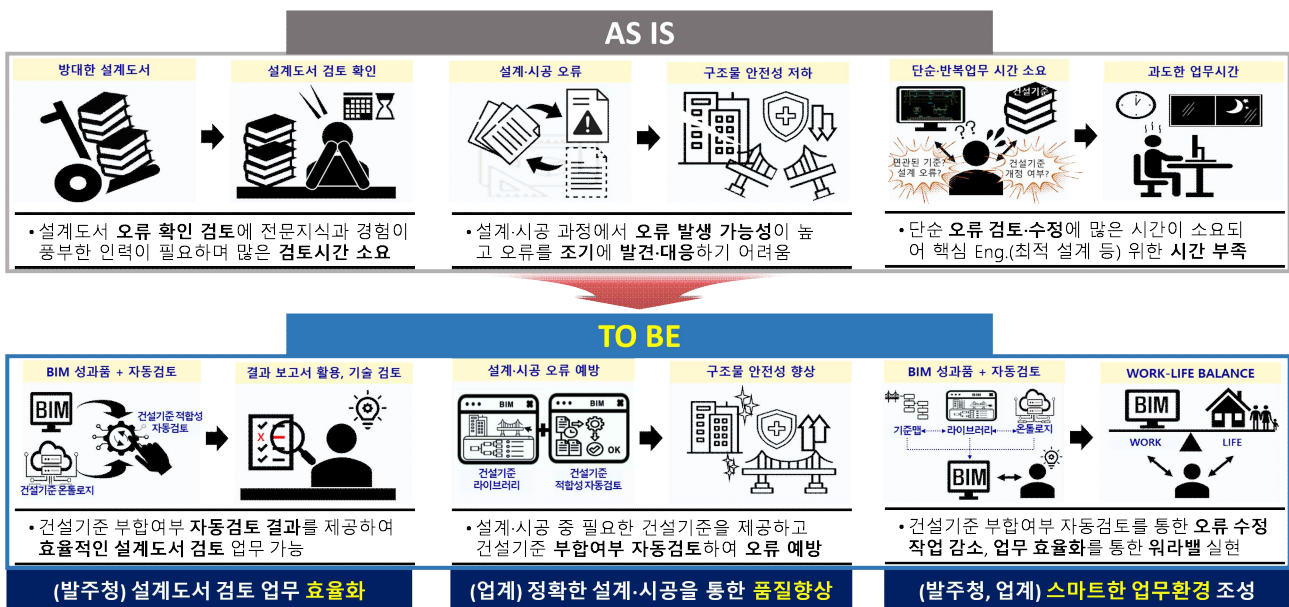 AS IS
방대한 설계도서
설계도서 검토 확인
• 설계도서 오류 확인 검토에 전문지식과 경험이
풍부한 인력이 필요하며 많은 검토시간 소요
설계·시공 오류
구조물 안전성 저하
• 설계·시공 과정에서 오류 발생 가능성이 높
고 오류를 조기에 발견·대응하기 어려움
단순·반복업무 시간 소요
과도한 업무시간
건설기준
??
연관된 기준?
설계 오류?
건설기준
개정 여부?
• 단순 오류 검토·수정에 많은 시간이 소요되
어 핵심 Eng.(최적 설계 등) 위한 시간 부족
TO BE
BIM 성과품 + 자동검토
결과 보고서 활용, 기술 검토
BIM
건설기준 적합성
자동검토
건설기준 온톨로지
X
• 건설기준 부합여부 자동검토 결과를 제공하여
효율적인 설계도서 검토 업무 가능
(발주청) 설계도서 검토 업무 효율화
설계·시공 오류 예방
구조물 안전성 향상
BIM
+
BIM
OK
건설기준
라이브러리
건설기준
적합성 자동검토
• 설계·시공 중 필요한 건설기준을 제공하고
건설기준 부합여부 자동검토하여 오류 예방
(업계) 정확한 설계·시공을 통한 품질향상
BIM 성과품 + 자동검토
WORK-LIFE BALANCE
기준맵
라이브러리
온톨로지
BIM
BIM
WORK
LIFE
• 건설기준 부합여부 자동검토를 통한 오류 수정
작업 감소, 업무 효율화를 통한 워라밸 실현
(발주청, 업계) 스마트한 업무환경 조성